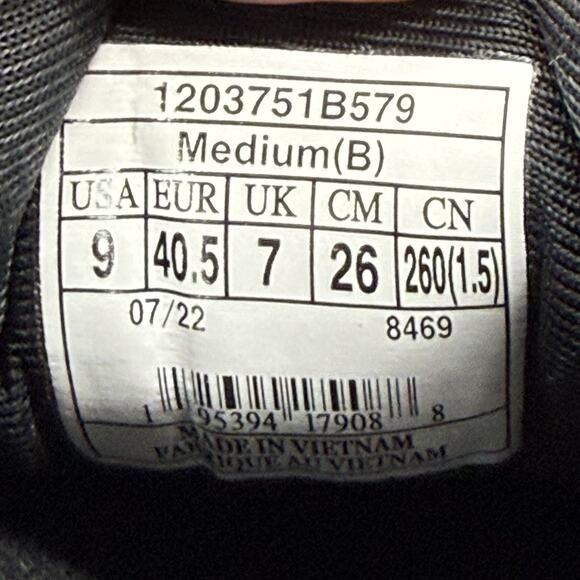 1203751B579
Medium(B)
USA EUR UK CM CN
9 40.5 7 26 260(1.5)
07/22 8469
1 95394 17908 8
MADE IN VIETNAM
FABRIQUE AU VIETNAM